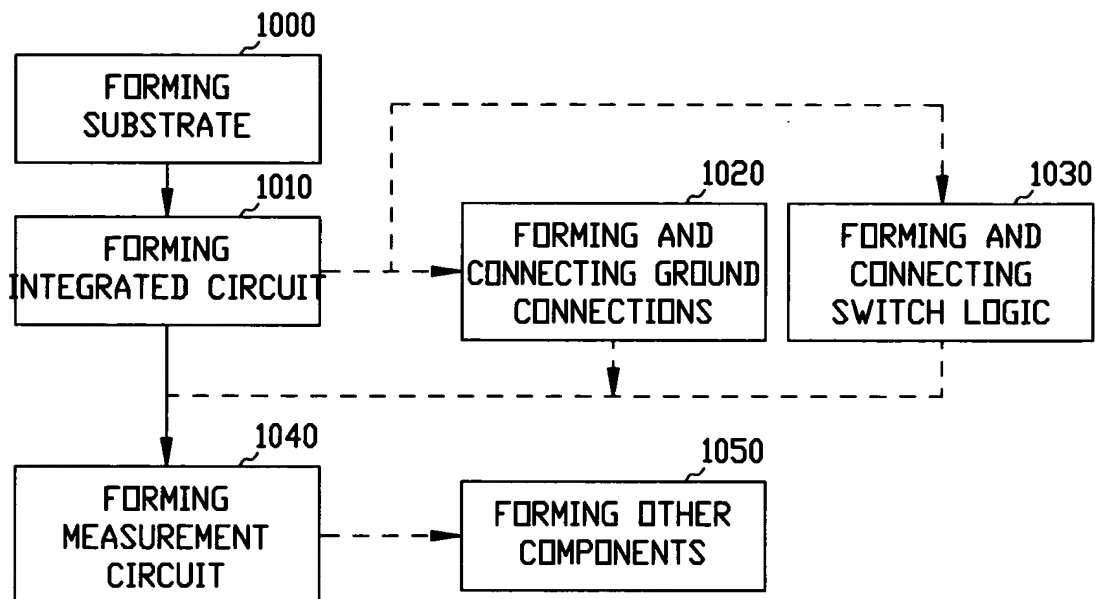 1000
FORMING
SUBSTRATE
1010
FORMING
INTEGRATED CIRCUIT
1020
FORMING AND
CONNECTING GROUND
CONNECTIONS
1030
FORMING AND
CONNECTING
SWITCH LOGIC
1040
FORMING
MEASUREMENT
CIRCUIT
1050
FORMING OTHER
COMPONENTS